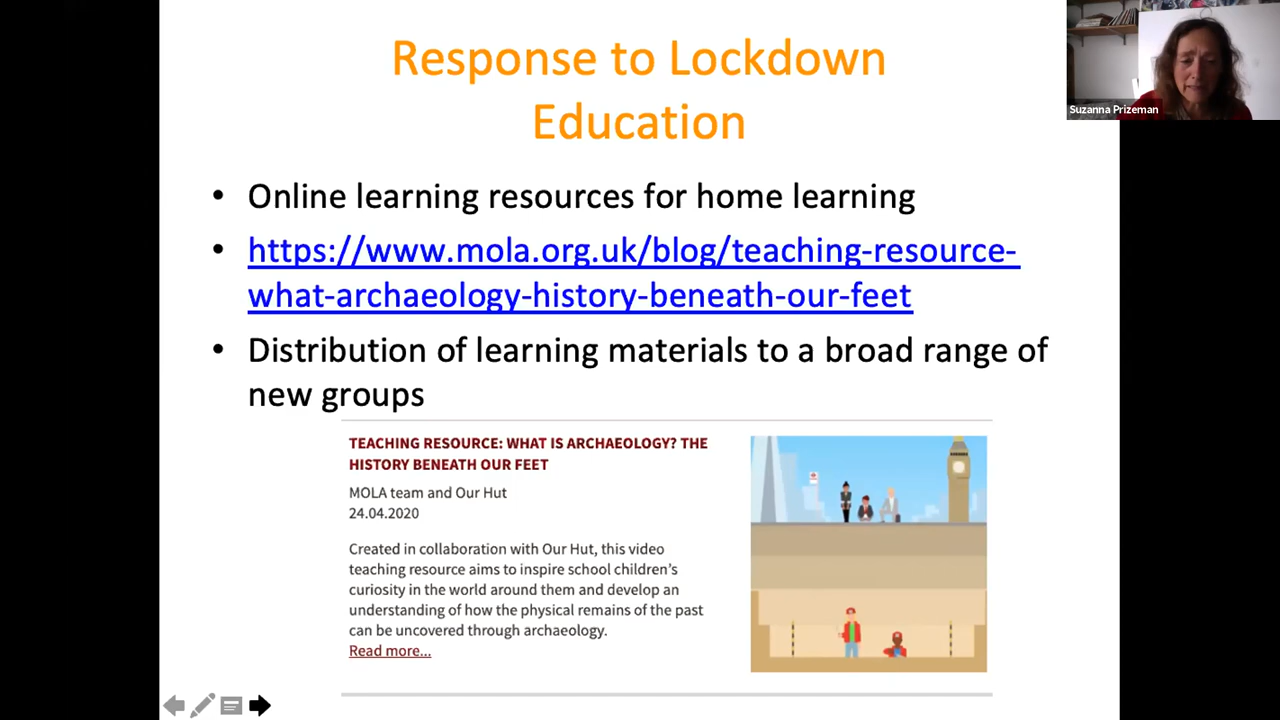 Response to Lockdown
Education
Suzanna Prizeman
• Online learning resources for home learning
• https://www.mola.org.uk/blog/teaching-resource-
what-archaeology-history-beneath-our-feet
• Distribution of learning materials to a broad range of
new groups
TEACHING RESOURCE: WHAT IS ARCHAEOLOGY? THE
HISTORY BENEATH OUR FEET
MOLA team and Our Hut
24.04.2020
Created in collaboration with Our Hut, this video
teaching resource aims to inspire school children's
curiosity in the world around them and develop an
understanding of how the physical remains of the past
can be uncovered through archaeology.
Read more...